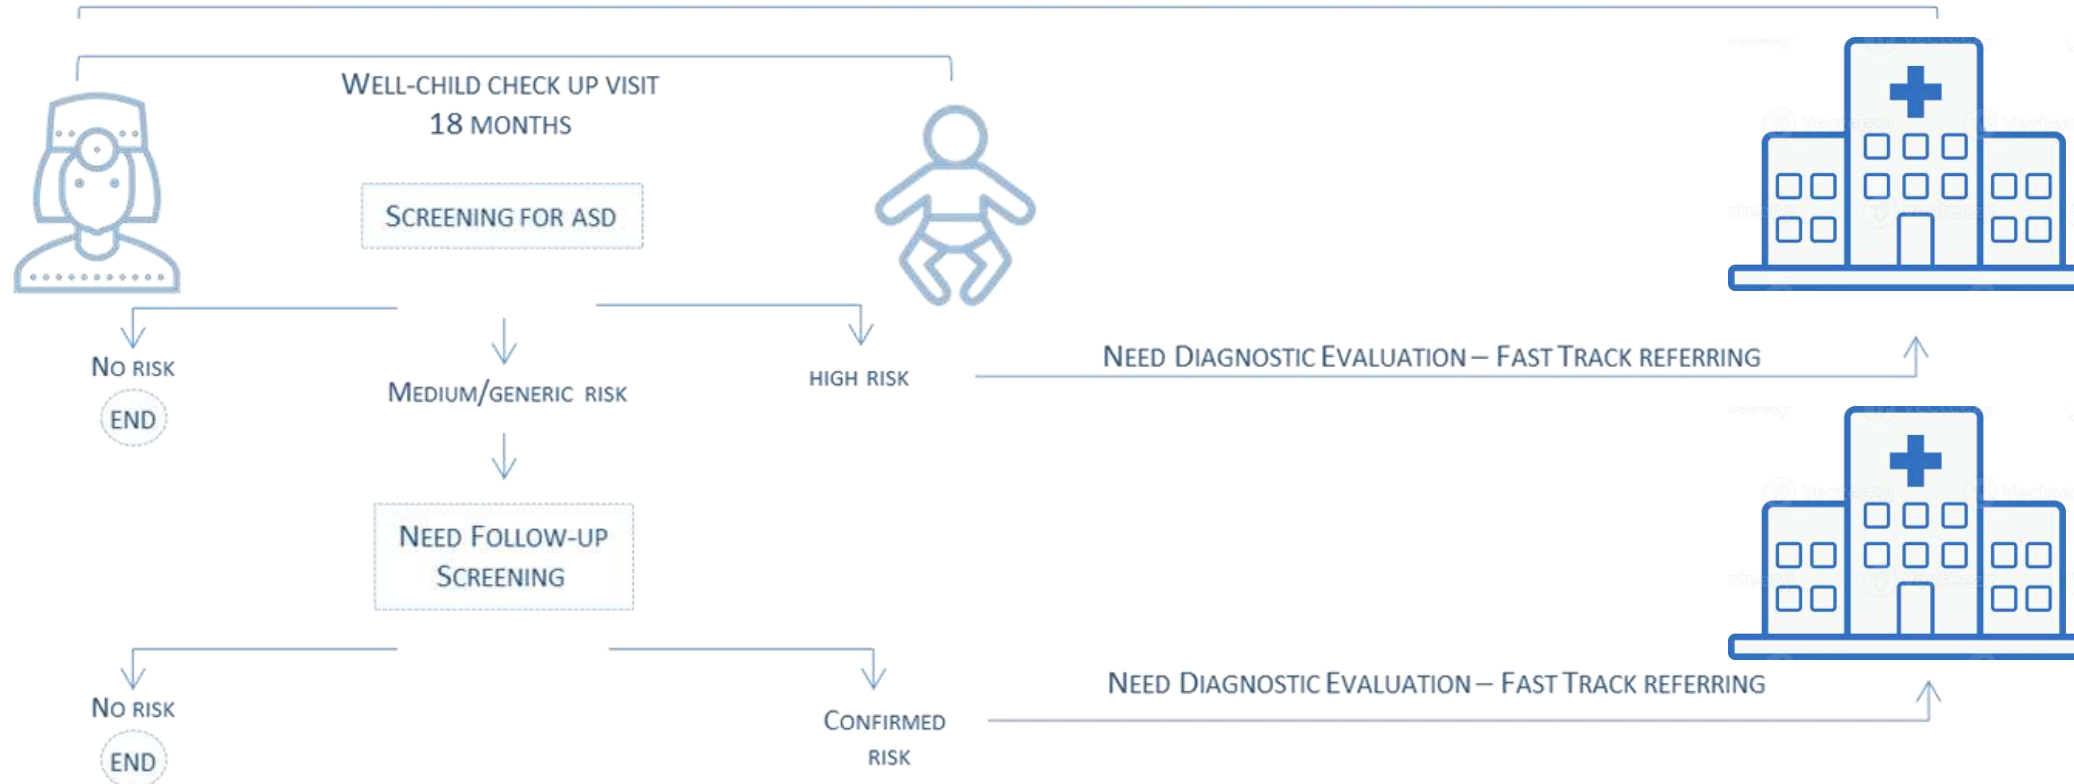 WELL-CHILD CHECK UP VISIT
18 MONTHS
SCREENING FOR ASD
NO RISK
END
MEDIUM/GENERIC RISK
HIGH RISK
NEED DIAGNOSTIC EVALUATION – FAST TRACK REFERRING
NEED FOLLOW-UP
SCREENING
NO RISK
END
CONFIRMED
RISK
NEED DIAGNOSTIC EVALUATION – FAST TRACK REFERRING